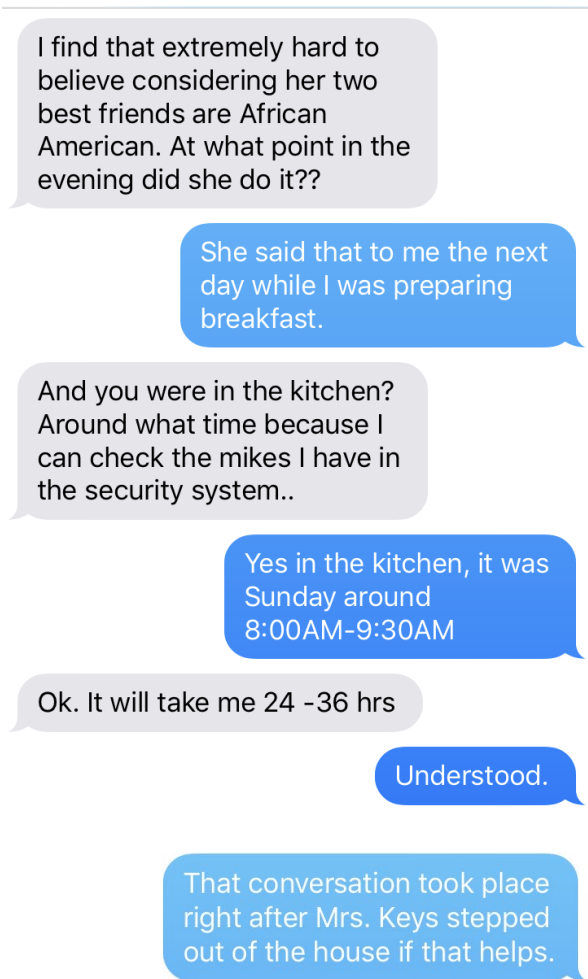 I find that extremely hard to
believe considering her two
best friends are African
American. At what point in the
evening did she do it??
She said that to me the next
day while I was preparing
breakfast.
And you were in the kitchen?
Around what time because I
can check the mikes I have in
the security system..
Yes in the kitchen, it was
Sunday around
8:00AM-9:30AM
Ok. It will take me 24 -36 hrs
Understood.
That conversation took place
right after Mrs. Keys stepped
out of the house if that helps.